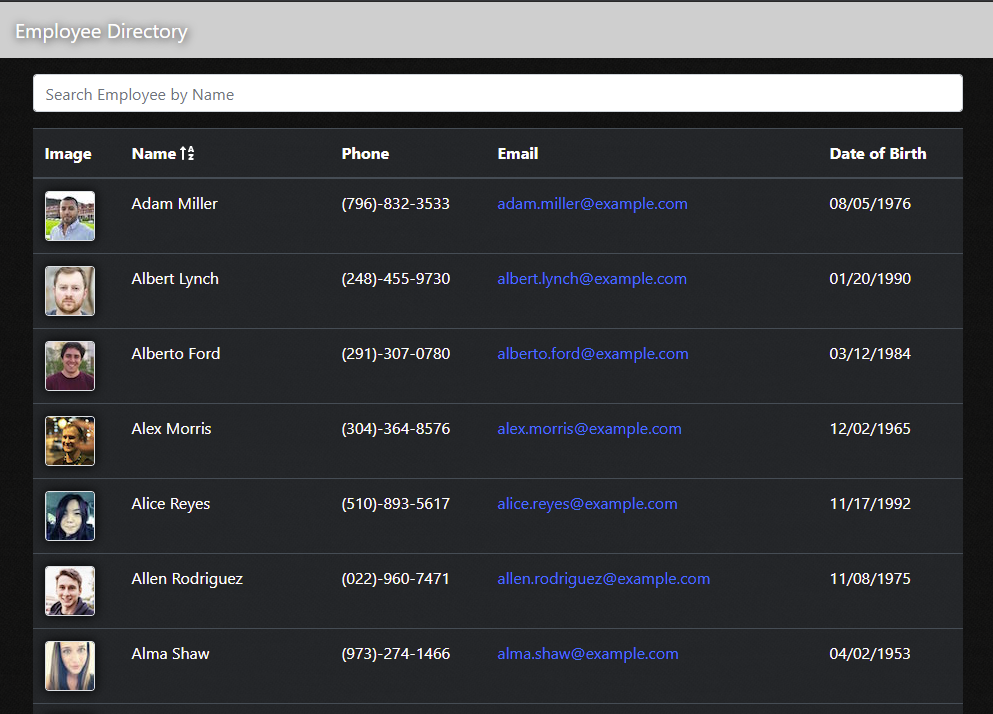 Employee Directory
Search Employee by Name
Image Name Phone Email Date of Birth
Adam Miller (796)-832-3533 adam.miller@example.com 08/05/1976
Albert Lynch (248)-455-9730 albert.lynch@example.com 01/20/1990
Alberto Ford (291)-307-0780 alberto.ford@example.com 03/12/1984
Alex Morris (304)-364-8576 alex.morris@example.com 12/02/1965
Alice Reyes (510)-893-5617 alice.reyes@example.com 11/17/1992
Allen Rodriguez (022)-960-7471 allen.rodriguez@example.com 11/08/1975
Alma Shaw (973)-274-1466 alma.shaw@example.com 04/02/1953